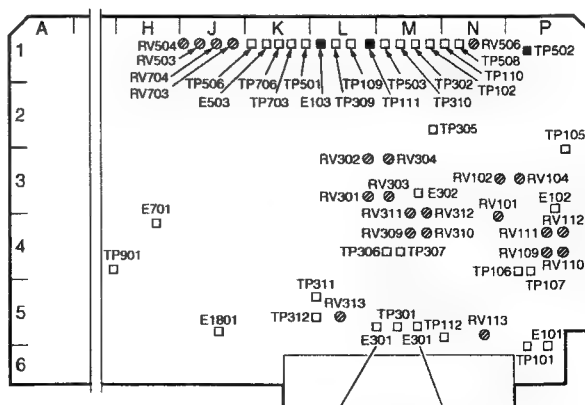 A H J K L M N P
1 RV504 RV506 TP502
RV503 TP508
RV704 TP506 TP706 TP501 TP109 TP503 TP302 TP110
RV703 E503 TP703 E103 TP309 TP111 TP310 TP102
2 TP305 TP105
RV302 RV304
3 RV303 RV102 RV104
RV301 E302 RV101 E102
E701 RV311 RV312 RV112
4 RV309 RV310 RV111
TP306 TP307 RV109
TP901 TP106 RV110
TP311 TP107
5 TP312 RV313 TP301
E1801 TP112 RV113 E101
E301 E301 TP101
6